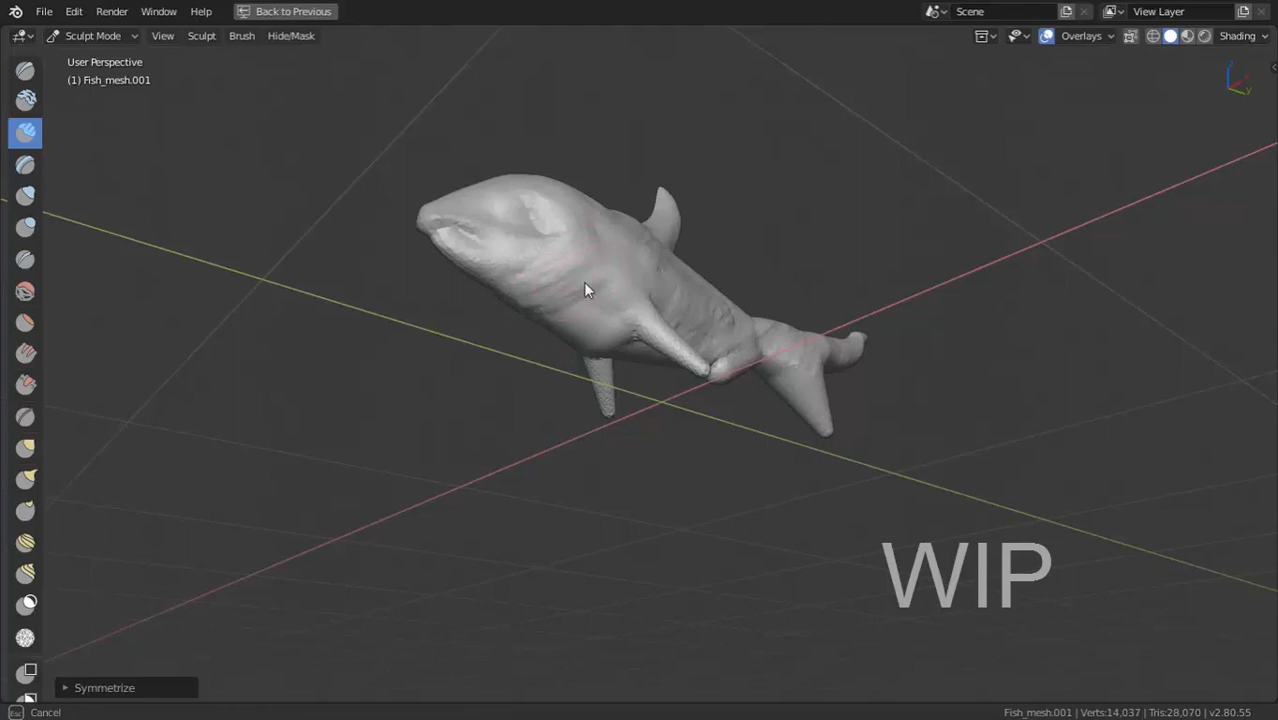 File Edit Render Window Help Back to Previous Scene View Layer
Sculpt Mode View Sculpt Brush Hide/Mask Overlays Shading
User Perspective
(1) Fish_mesh.001
Z
Y
WIP
Symmetrize
Esc Cancel Fish_mesh.001 | Verts:14,037 | Tris:28,070 | v2.80.55